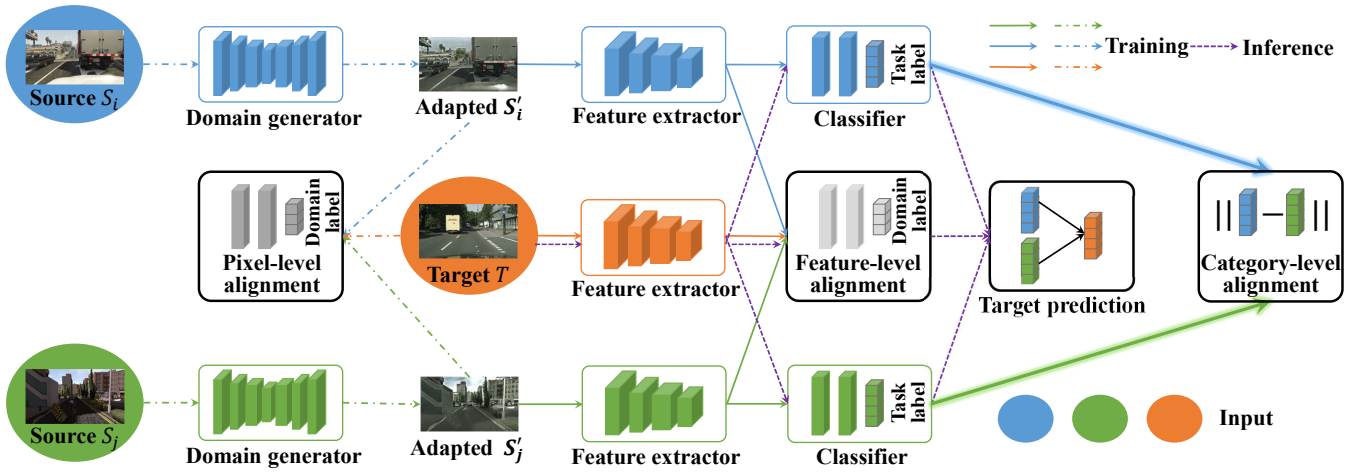 Source S_i
Domain generator
Adapted S'_i
Feature extractor
Task
label
Classifier
Training
Inference
Domain
label
Pixel-level
alignment
Target T
Feature extractor
Domain
label
Feature-level
alignment
Target prediction
|| — ||
Category-level
alignment
Source S_j
Domain generator
Adapted S'_j
Feature extractor
Task
label
Classifier
Input